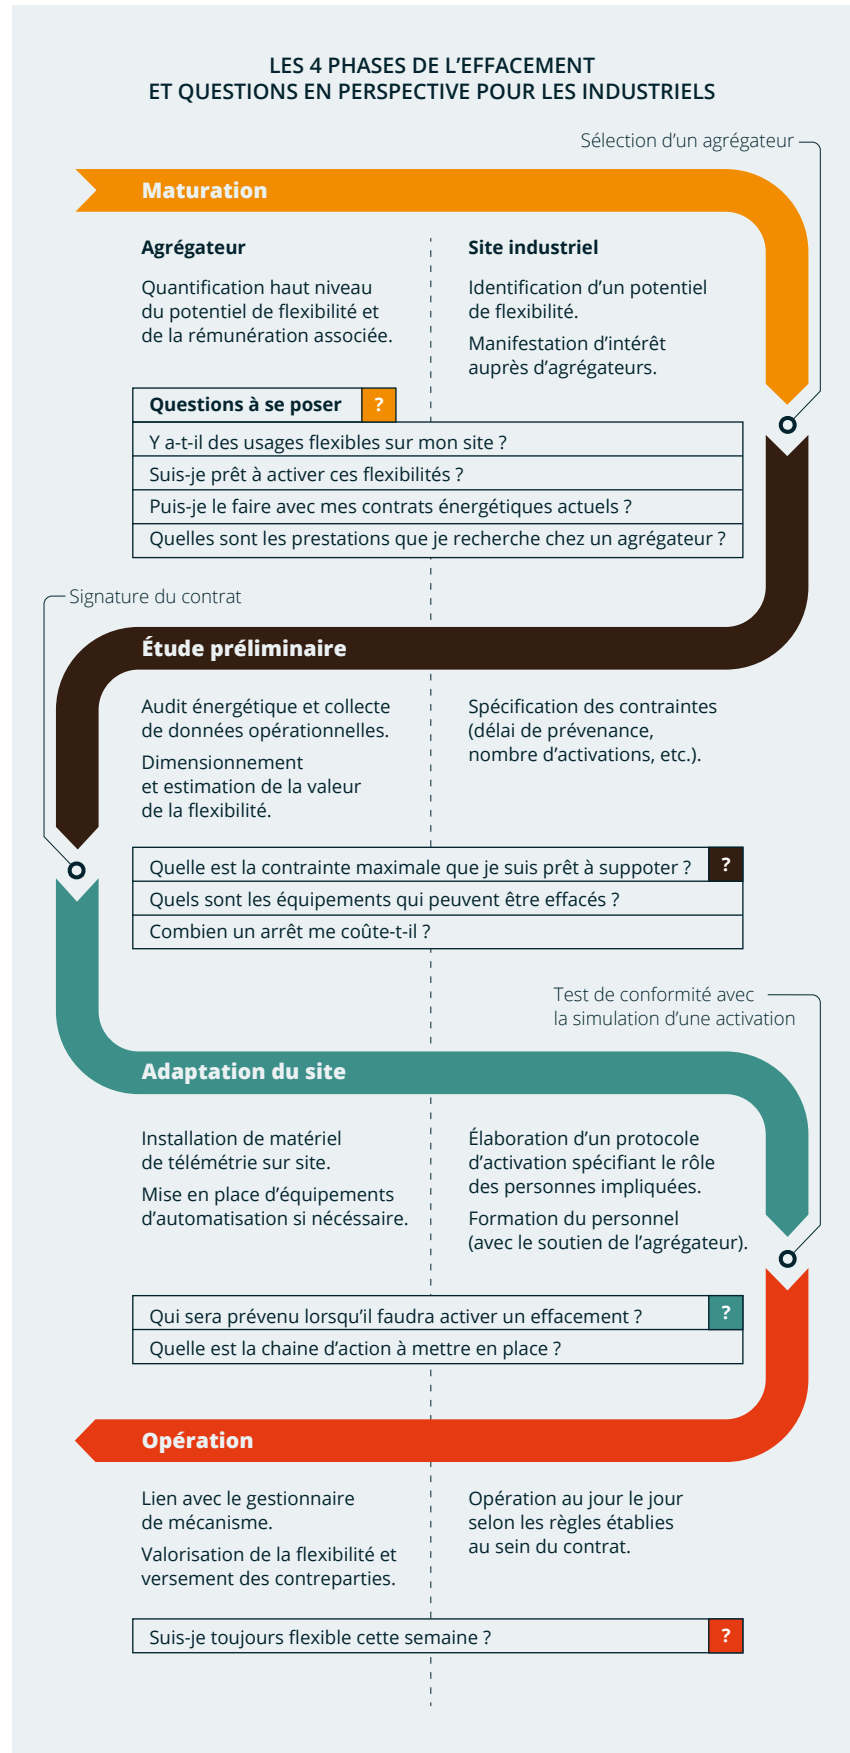 LES 4 PHASES DE L’EFFACEMENT
ET QUESTIONS EN PERSPECTIVE POUR LES INDUSTRIELS
Sélection d’un agrégateur
Maturation
Agrégateur
Quantification haut niveau
du potentiel de flexibilité et
de la rémunération associée.
Site industriel
Identification d’un potentiel
de flexibilité.
Manifestation d’intérêt
auprès d’agrégateurs.
Questions à se poser ?
Y a-t-il des usages flexibles sur mon site ?
Suis-je prêt à activer ces flexibilités ?
Puis-je le faire avec mes contrats énergétiques actuels ?
Quelles sont les prestations que je recherche chez un agrégateur ?
Signature du contrat
Étude préliminaire
Audit énergétique et collecte
de données opérationnelles.
Dimensionnement
et estimation de la valeur
de la flexibilité.
Spécification des contraintes
(délai de prévenance,
nombre d’activations, etc.).
Quelle est la contrainte maximale que je suis prêt à suppoter ? ?
Quels sont les équipements qui peuvent être effacés ?
Combien un arrêt me coûte-t-il ?
Test de conformité avec
la simulation d’une activation
Adaptation du site
Installation de matériel
de télémétrie sur site.
Mise en place d’équipements
d’automatisation si nécéssaire.
Élaboration d’un protocole
d’activation spécifiant le rôle
des personnes impliquées.
Formation du personnel
(avec le soutien de l’agrégateur).
Qui sera prévenu lorsqu’il faudra activer un effacement ? ?
Quelle est la chaine d’action à mettre en place ?
Opération
Lien avec le gestionnaire
de mécanisme.
Valorisation de la flexibilité et
versement des contreparties.
Opération au jour le jour
selon les règles établies
au sein du contrat.
Suis-je toujours flexible cette semaine ? ?